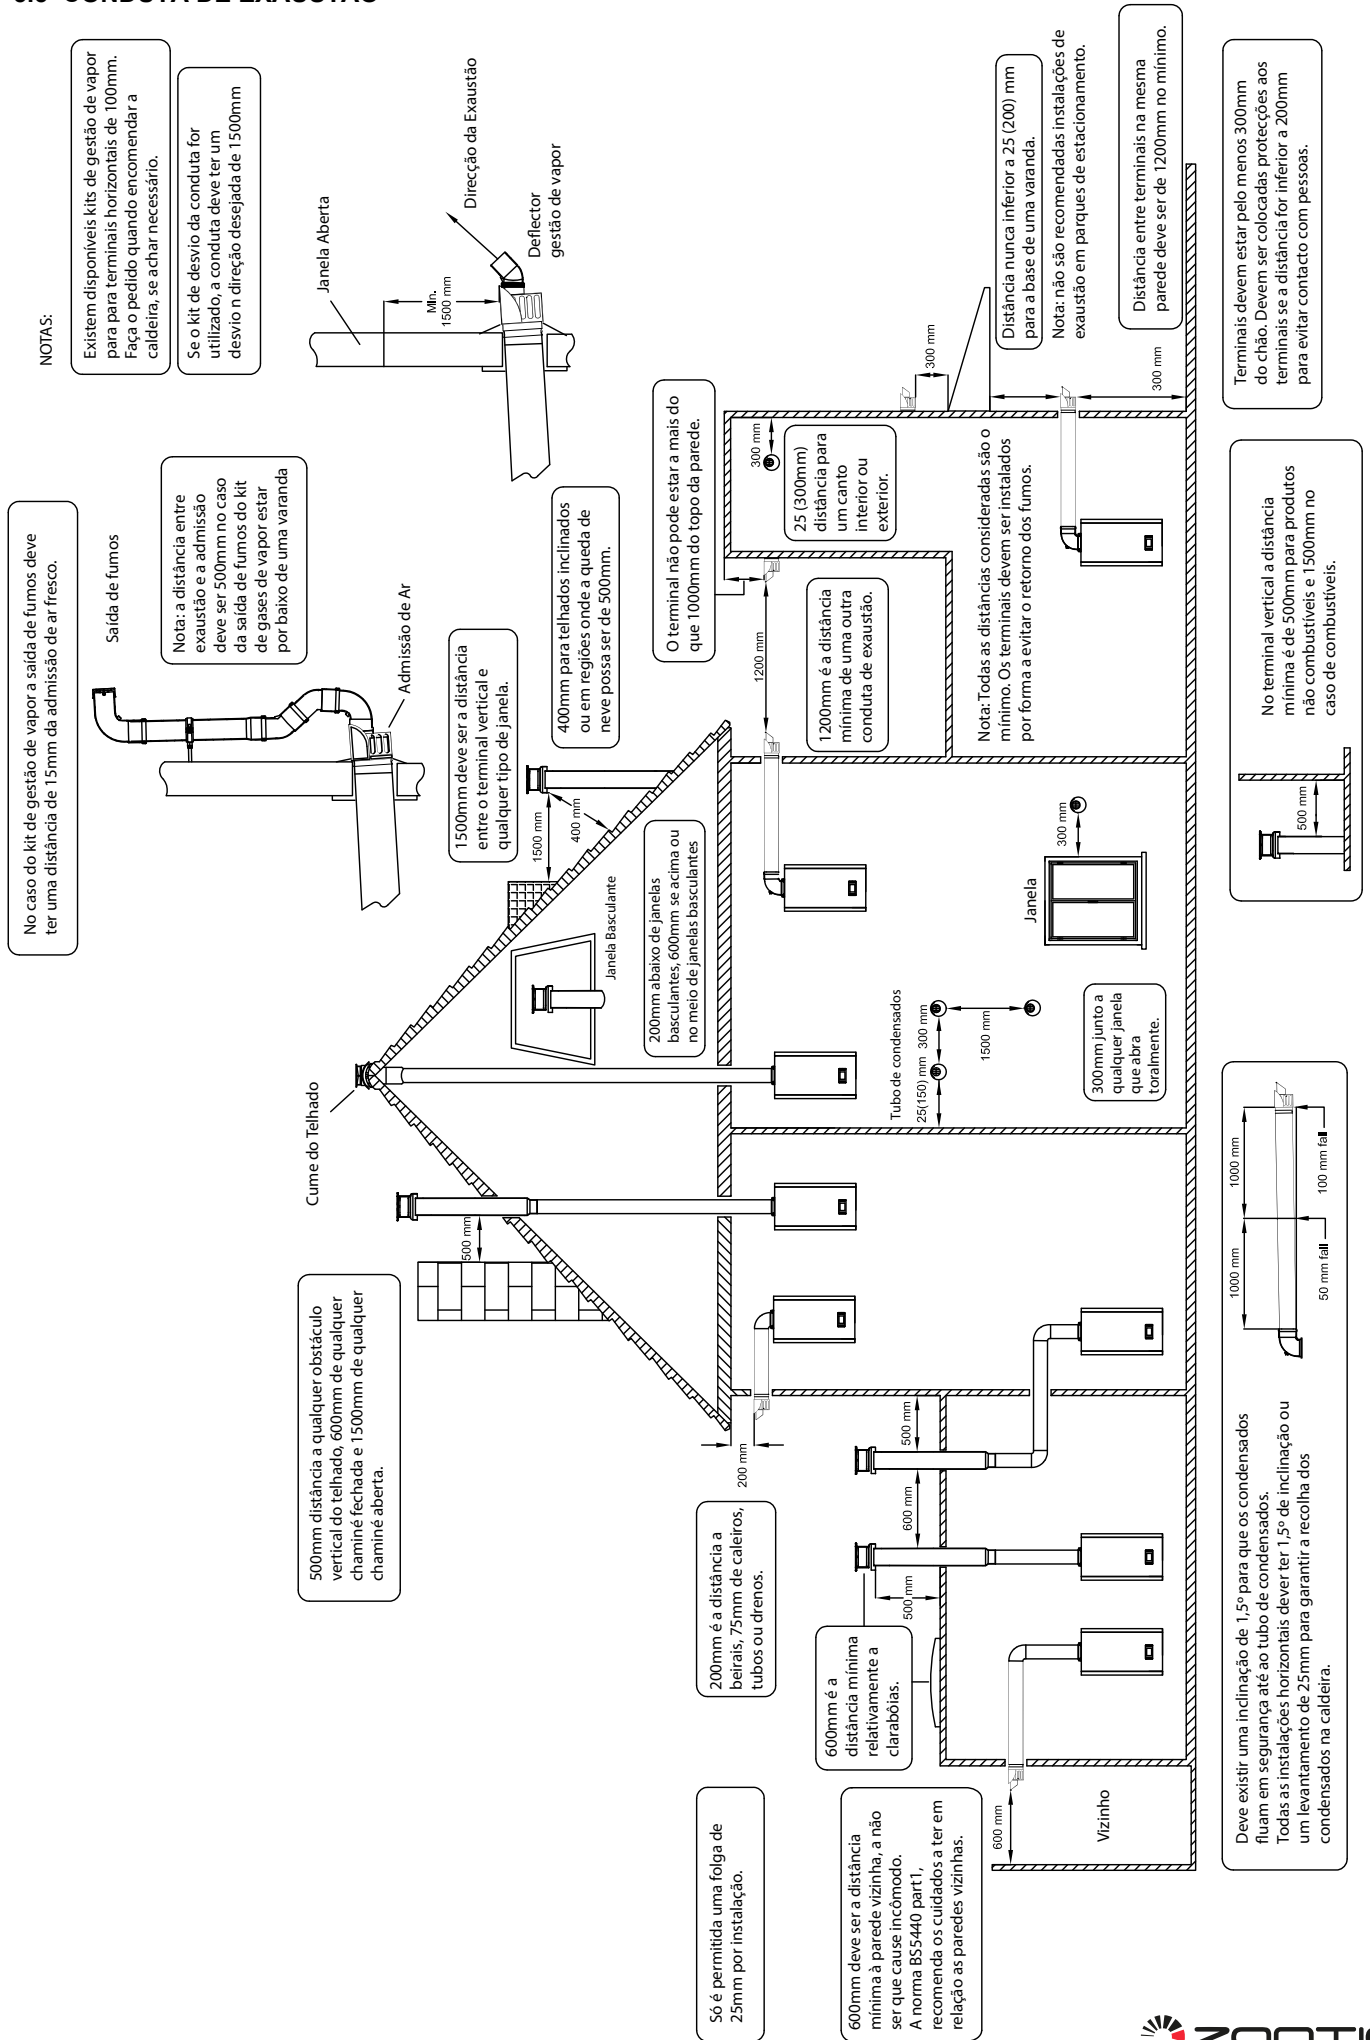 NOTAS:
Existem disponíveis kits de gestão de vapor
para para terminais horizontais de 100mm.
Faça o pedido quando encomendar a
caldeira, se achar necessário.
Se o kit de desvio da conduta for
utilizado, a conduta deve ter um
desvio n direção desejada de 1500mm
Janela Aberta
Min.
1500 mm
Direcção da Exaustão
Deflector
gestão de vapor
No caso do kit de gestão de vapor a saída de fumos deve
ter uma distância de 15mm da admissão de ar fresco.
Saída de fumos
Nota: a distância entre
exaustão e a admissão
deve ser 500mm no caso
da saída de fumos do kit
de gases de vapor estar
por baixo de uma varanda
Admissão de Ar
1500mm deve ser a distância
entre o terminal vertical e
qualquer tipo de janela.
400mm para telhados inclinados
ou em regiões onde a queda de
neve possa ser de 500mm.
O terminal não pode estar a mais do
que 1000mm do topo da parede.
1500 mm
400 mm
Janela Basculante
200mm abaixo de janelas
basculantes, 600mm se acima ou
no meio de janelas basculantes
Cume do Telhado
500mm distância a qualquer obstáculo
vertical do telhado, 600mm de qualquer
chaminé fechada e 1500mm de qualquer
chaminé aberta.
500 mm
1200 mm
1200mm é a distância
mínima de uma outra
conduta de exaustão.
300 mm
25 (300mm)
distância para
um canto
interior ou
exterior.
300 mm
Distância nunca inferior a 25 (200) mm
para a base de uma varanda.
Nota: não são recomendadas instalações de
exaustão em parques de estacionamento.
Distância entre terminais na mesma
parede deve ser de 1200mm no mínimo.
Nota: Todas as distâncias consideradas são o
mínimo. Os terminais devem ser instalados
por forma a evitar o retorno dos fumos.
300 mm
Terminais devem estar pelo menos 300mm
do chão. Devem ser colocadas protecções aos
terminais se a distância for inferior a 200mm
para evitar contacto com pessoas.
No terminal vertical a distância
mínima é de 500mm para produtos
não combustíveis e 1500mm no
caso de combustíveis.
500 mm
Janela
300 mm
Tubo de condensados
25(150) mm
300 mm
1500 mm
300mm junto a
qualquer janela
que abra
toralmente.
200 mm
200mm é a distância a
beirais, 75mm de caleiros,
tubos ou drenos.
500 mm
600 mm
500 mm
600mm é a
distância mínima
relativamente a
clarabôias.
Só é permitida uma folga de
25mm por instalação.
600mm deve ser a distância
mínima à parede vizinha, a não
ser que cause incômodo.
A norma BS5440 part1,
recomenda os cuidados a ter em
relação as paredes vizinhas.
600 mm
Vizinho
Deve existir uma inclinação de 1,5º para que os condensados
fluam em segurança até ao tubo de condensados.
Todas as instalações horizontais dever ter 1,5º de inclinação ou
um levantamento de 25mm para garantir a recolha dos
condensados na caldeira.
1000 mm
1000 mm
50 mm fall
100 mm fall